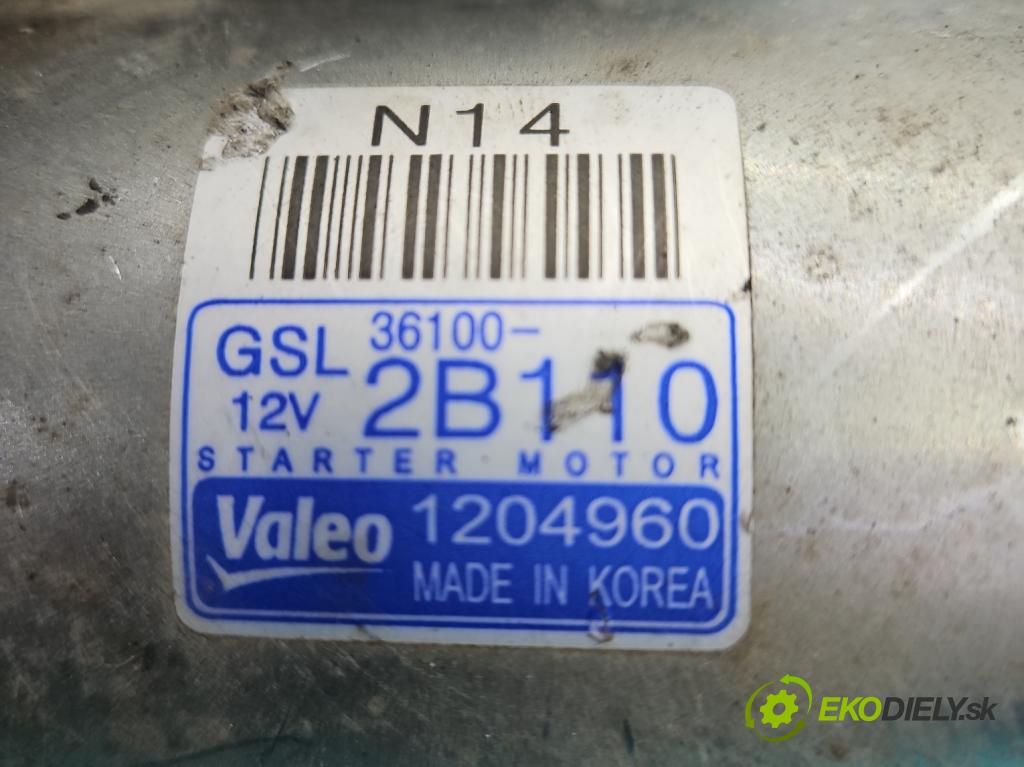 N14
GSL 36100-
12V 2B110
STARTER MOTOR
Valeo 1204960
MADE IN KOREA
EKODIELY.sk